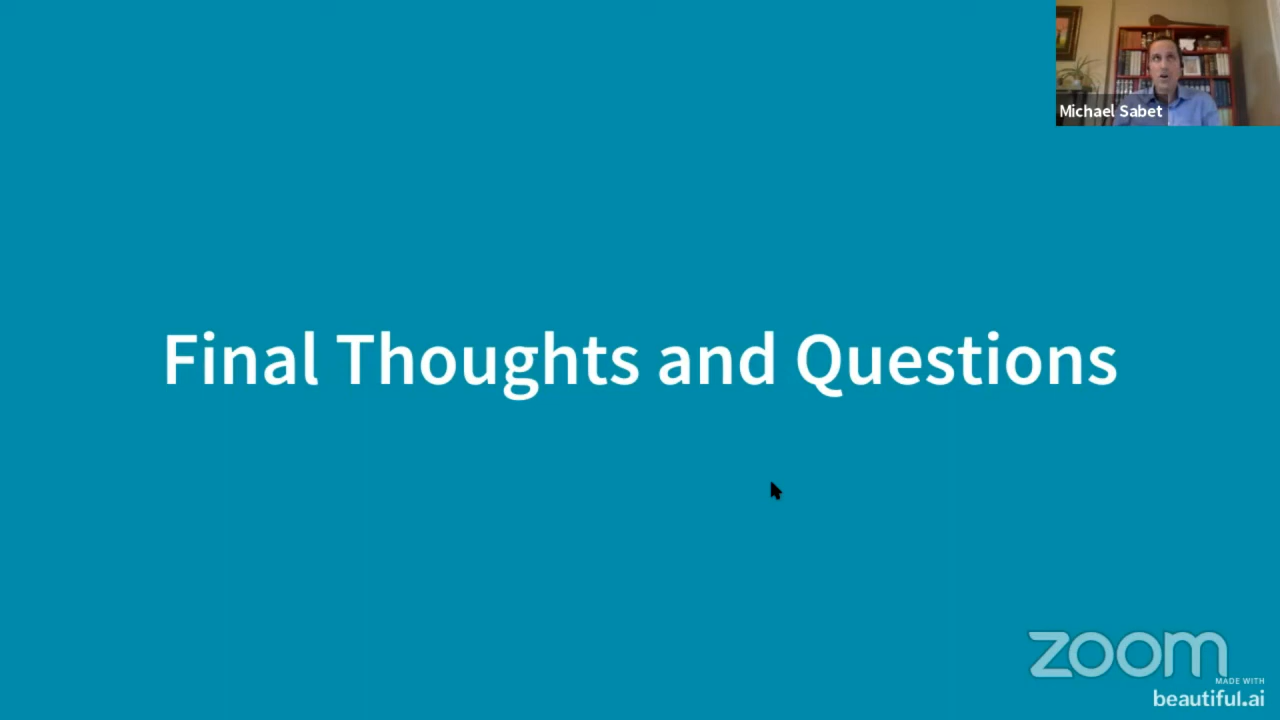 Michael Sabet
Final Thoughts and Questions
zoom
MADE WITH
beautiful.ai